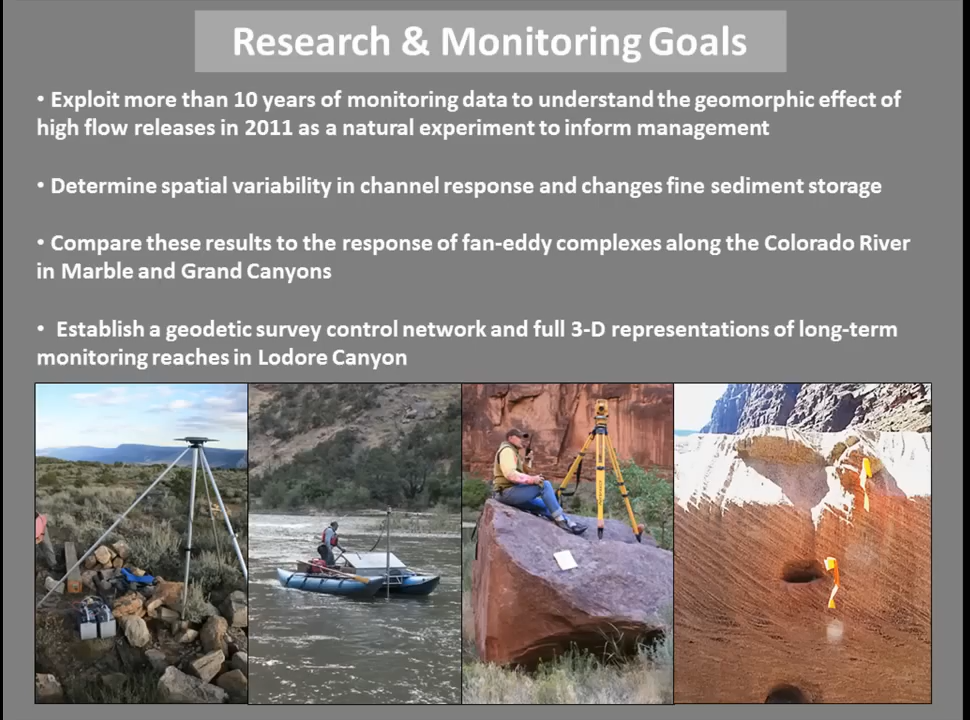 Research & Monitoring Goals
• Exploit more than 10 years of monitoring data to understand the geomorphic effect of
high flow releases in 2011 as a natural experiment to inform management
• Determine spatial variability in channel response and changes fine sediment storage
• Compare these results to the response of fan-eddy complexes along the Colorado River
in Marble and Grand Canyons
• Establish a geodetic survey control network and full 3-D representations of long-term
monitoring reaches in Lodore Canyon